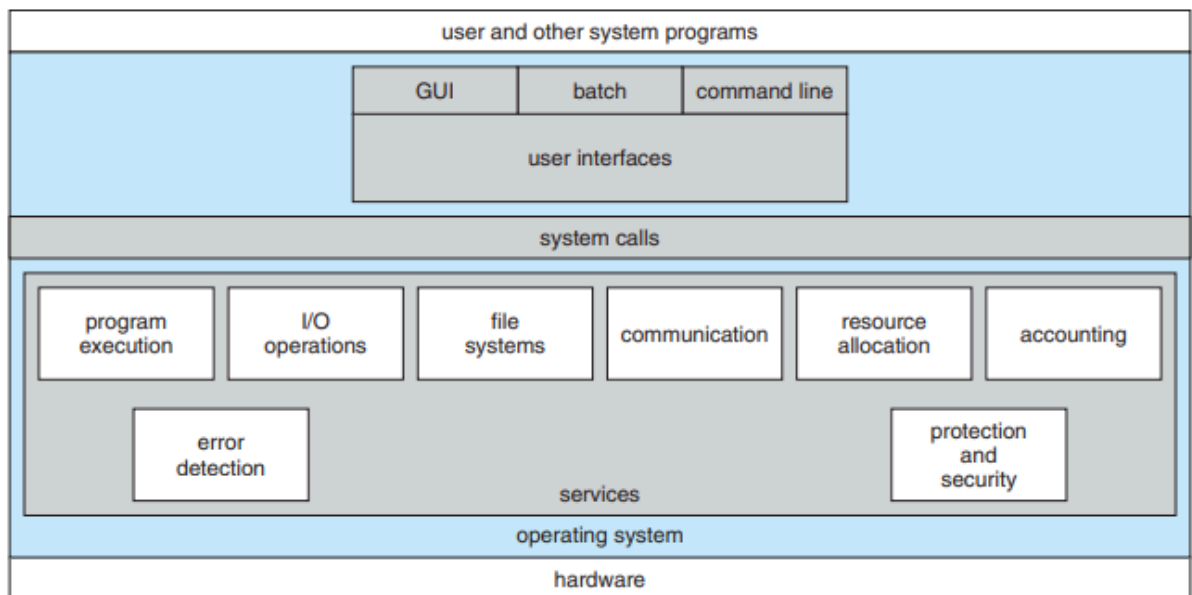 user and other system programs
GUI
batch
command line
user interfaces
system calls
program
execution
I/O
operations
file
systems
communication
resource
allocation
accounting
error
detection
protection
and
security
services
operating system
hardware